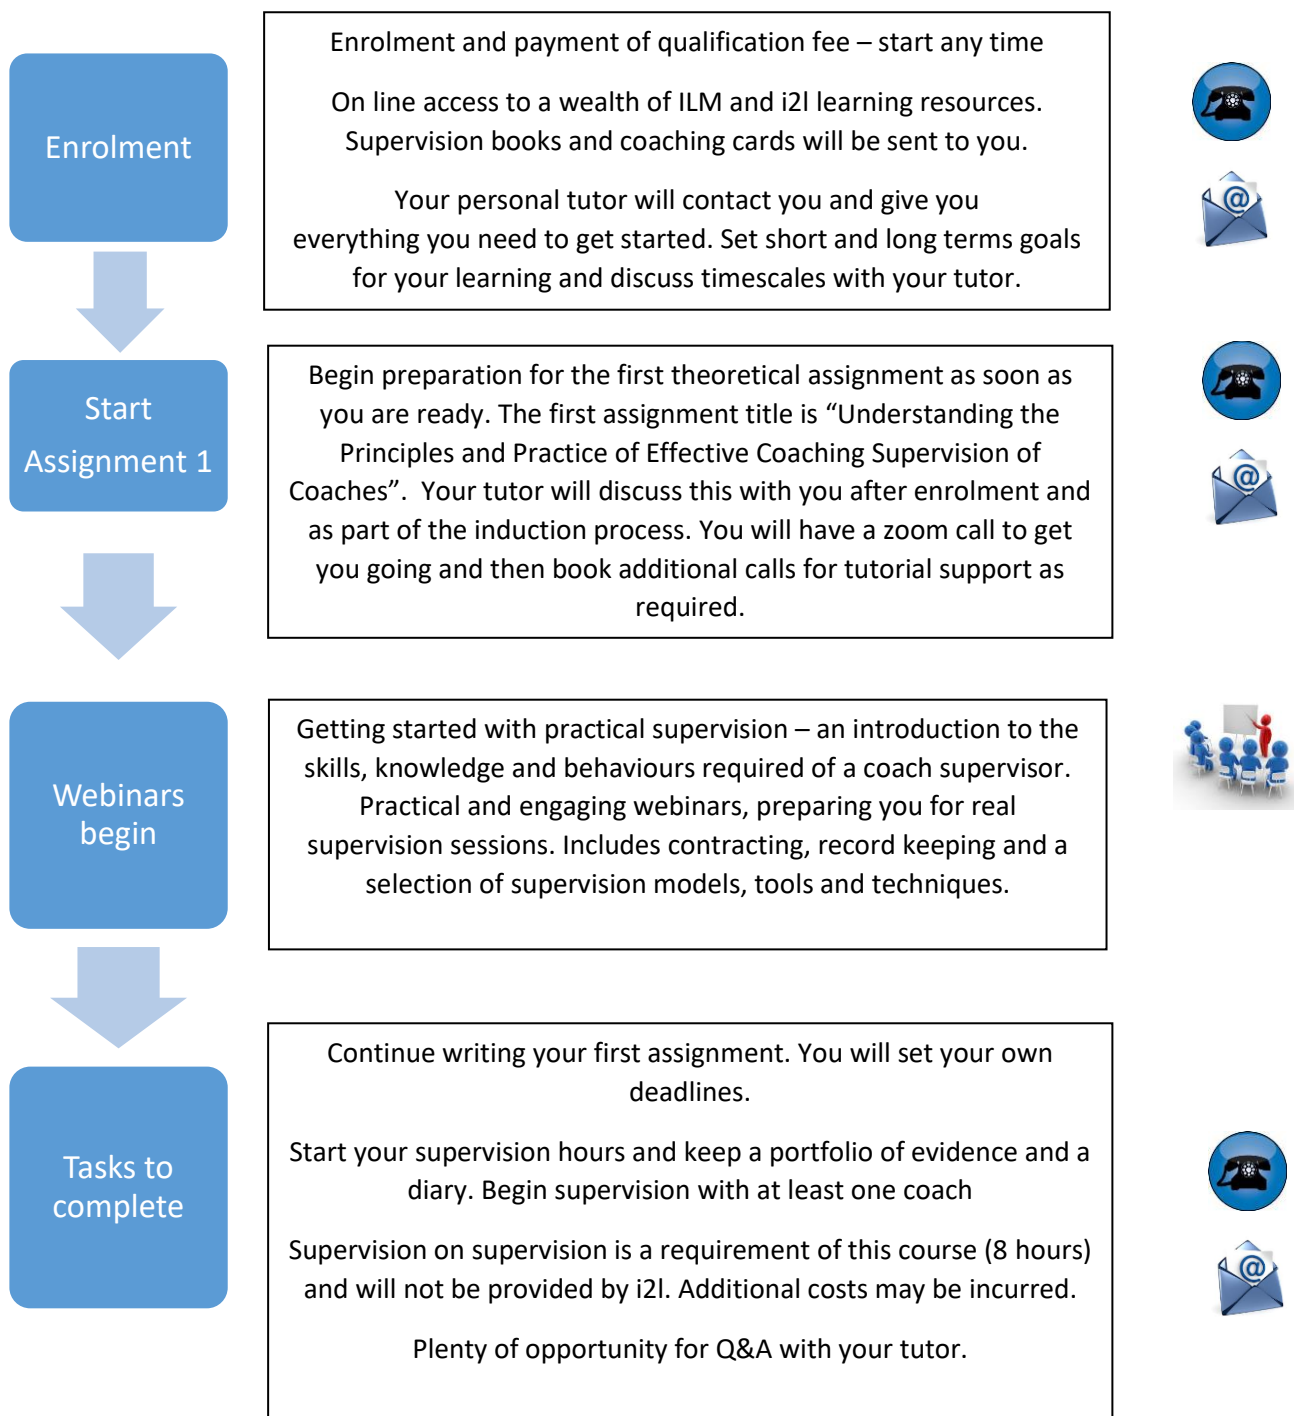 Enrolment
Enrolment and payment of qualification fee – start any time
On line access to a wealth of ILM and i2l learning resources.
Supervision books and coaching cards will be sent to you.
Your personal tutor will contact you and give you
everything you need to get started. Set short and long terms goals
for your learning and discuss timescales with your tutor.
@
Start
Assignment 1
Begin preparation for the first theoretical assignment as soon as
you are ready. The first assignment title is “Understanding the
Principles and Practice of Effective Coaching Supervision of
Coaches”.  Your tutor will discuss this with you after enrolment and
as part of the induction process. You will have a zoom call to get
you going and then book additional calls for tutorial support as
required.
@
Webinars
begin
Getting started with practical supervision – an introduction to the
skills, knowledge and behaviours required of a coach supervisor.
Practical and engaging webinars, preparing you for real
supervision sessions. Includes contracting, record keeping and a
selection of supervision models, tools and techniques.
Tasks to
complete
Continue writing your first assignment. You will set your own
deadlines.
Start your supervision hours and keep a portfolio of evidence and a
diary. Begin supervision with at least one coach
Supervision on supervision is a requirement of this course (8 hours)
and will not be provided by i2l. Additional costs may be incurred.
Plenty of opportunity for Q&A with your tutor.
@